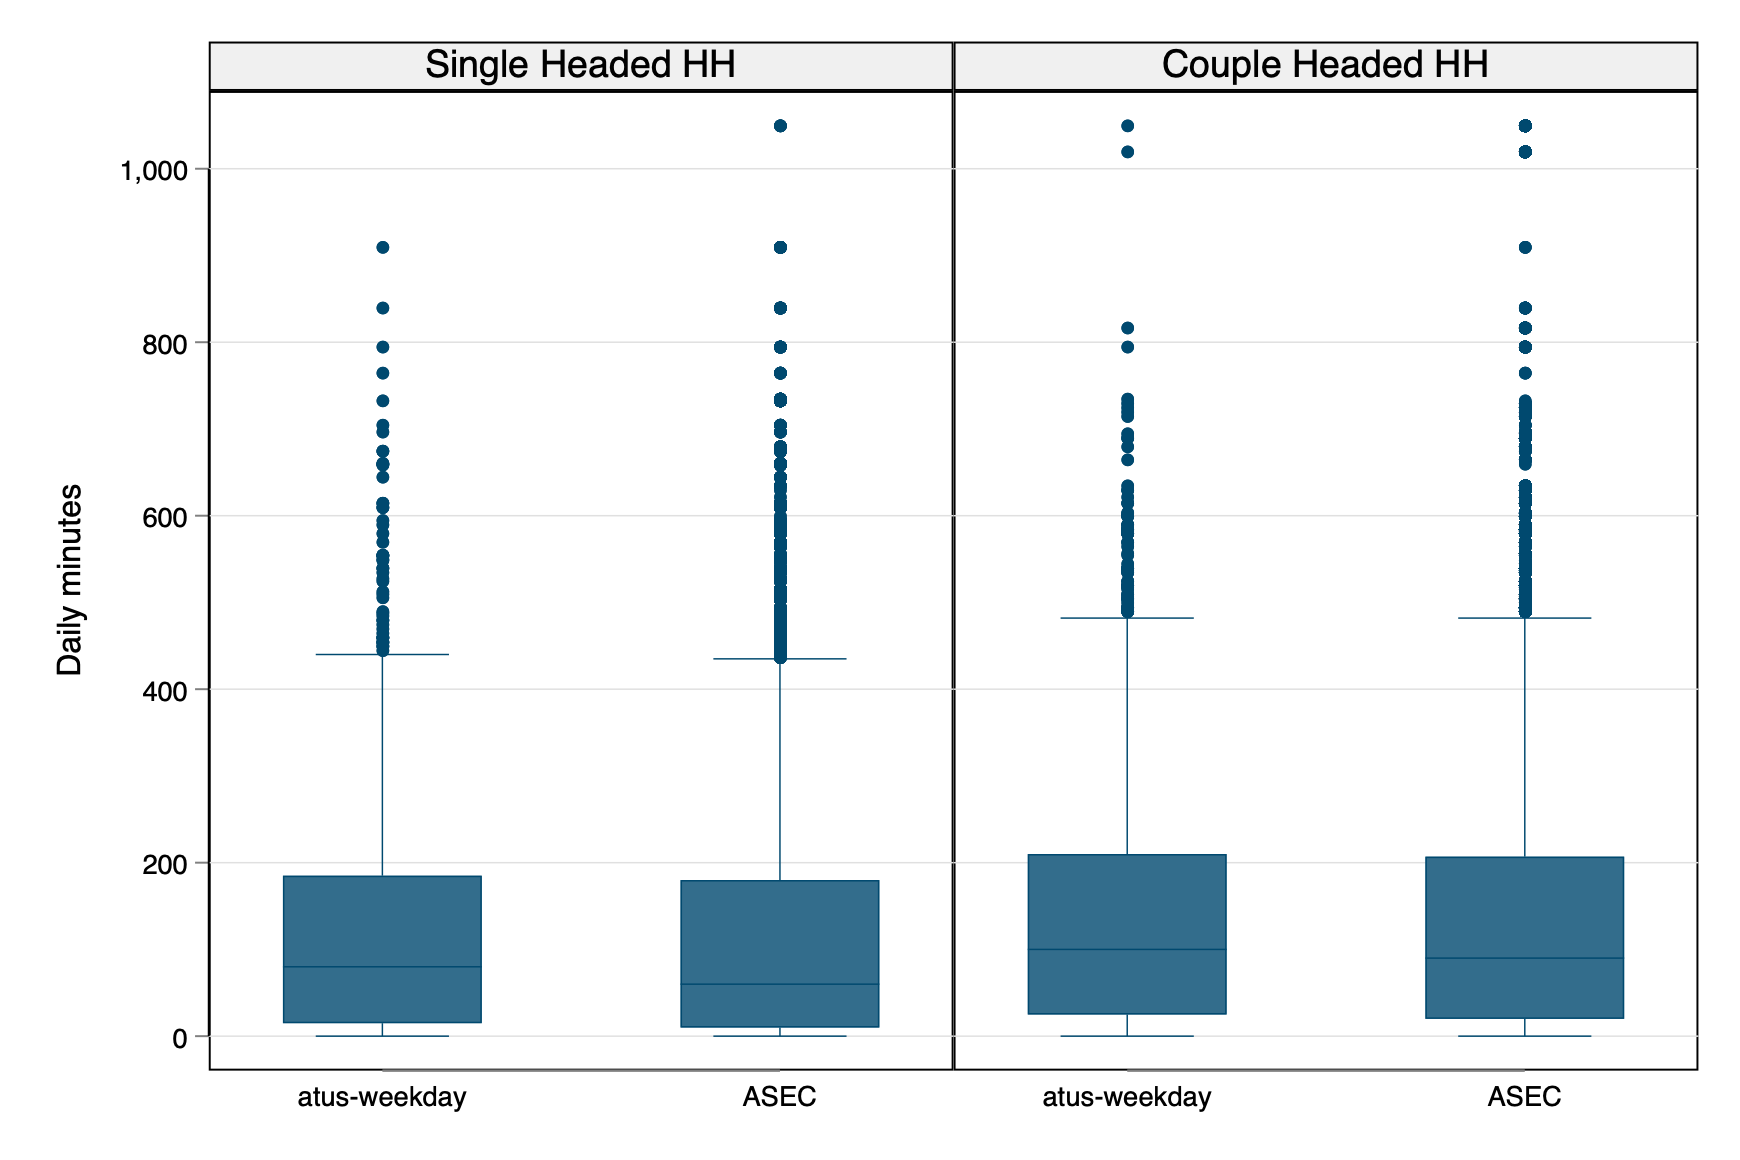 Single Headed HH
Couple Headed HH
Daily minutes
1,000
800
600
400
200
0
atus-weekday
ASEC
atus-weekday
ASEC